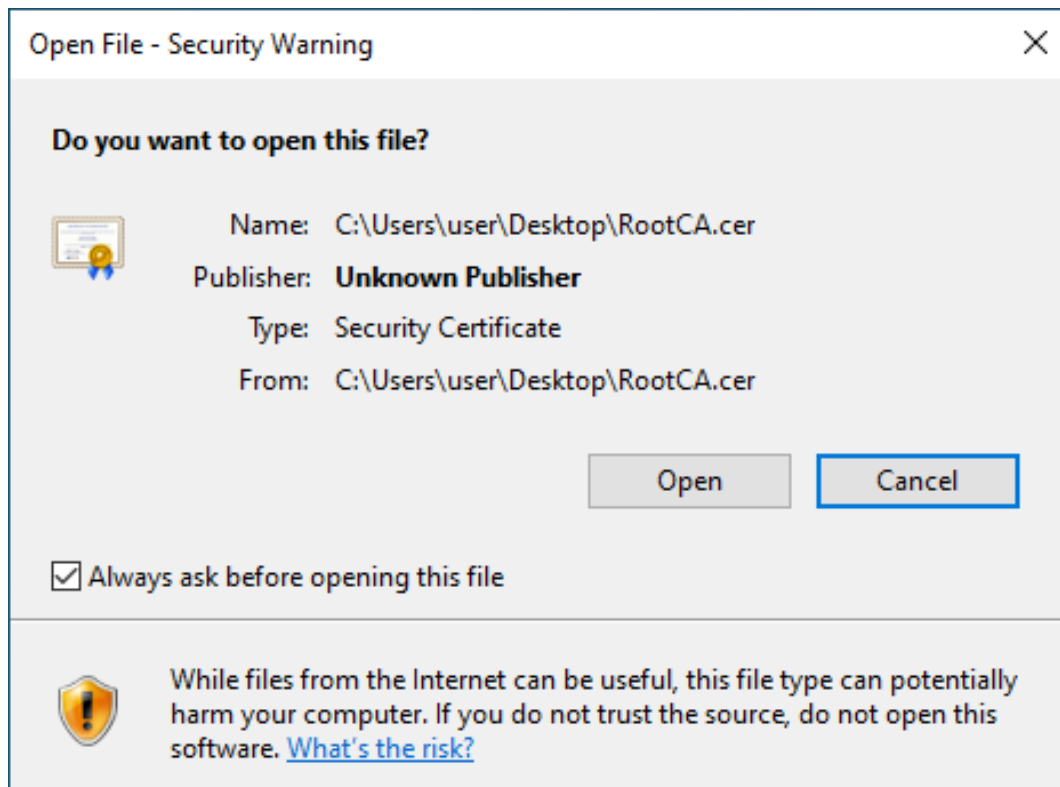 Open File - Security Warning
Do you want to open this file?
Name: C:\Users\user\Desktop\RootCA.cer
Publisher: Unknown Publisher
Type: Security Certificate
From: C:\Users\user\Desktop\RootCA.cer
Open Cancel
Always ask before opening this file
While files from the Internet can be useful, this file type can potentially
harm your computer. If you do not trust the source, do not open this
software. What's the risk?